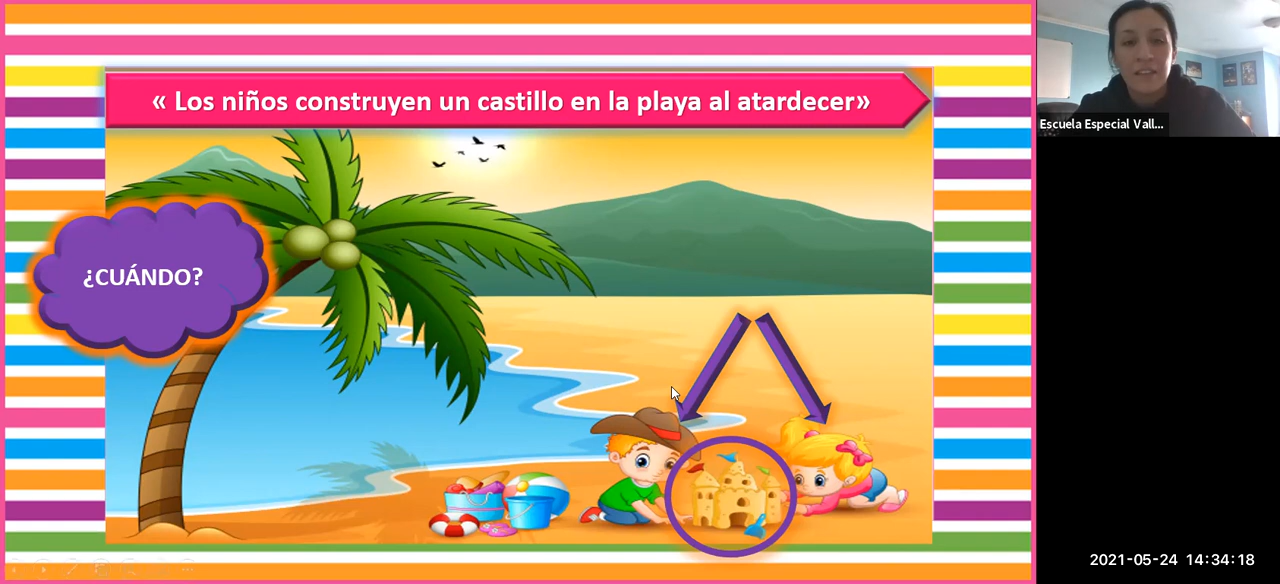 « Los niños construyen un castillo en la playa al atardecer»
¿CUÁNDO?
Escuela Especial Vall...
2021-05-24 14:34:18